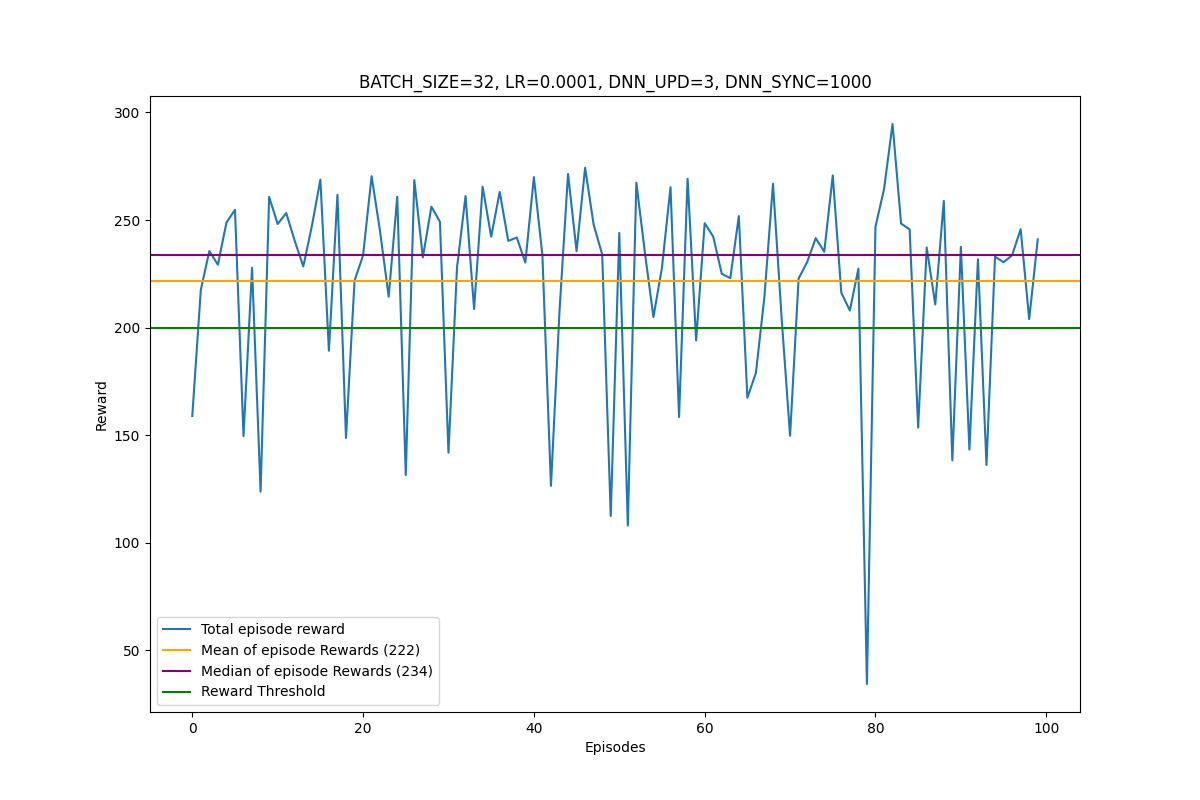 BATCH_SIZE=32, LR=0.0001, DNN_UPD=3, DNN_SYNC=1000
300
250
200
150
100
50
Reward
Total episode reward
Mean of episode Rewards (222)
Median of episode Rewards (234)
Reward Threshold
0 20 40 60 80 100
Episodes